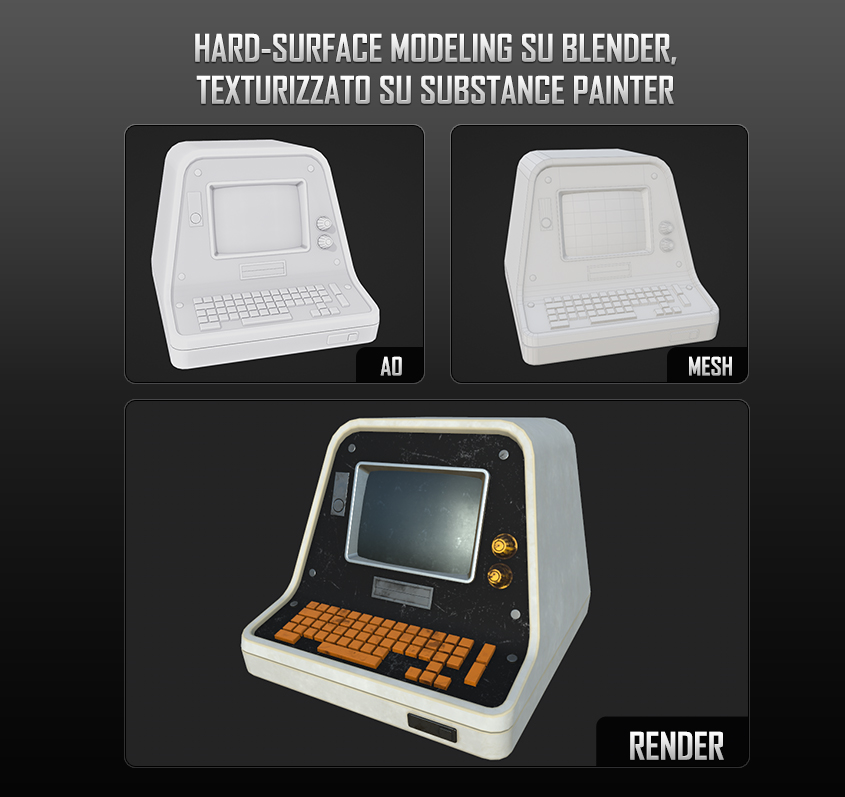 HARD-SURFACE MODELING SU BLENDER,
TEXTURIZZATO SU SUBSTANCE PAINTER
AO
MESH
RENDER